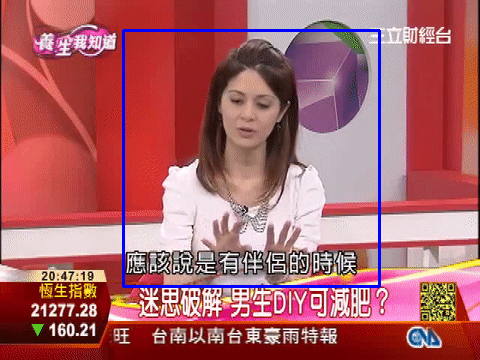 養生我知道
三立財經台
應該說是有伴侶的時候
迷思破解 男生DIY可減肥？
20:47:19
恆生指數
21277.28
▼160.21
旺 台南以南台東豪雨特報
CNA